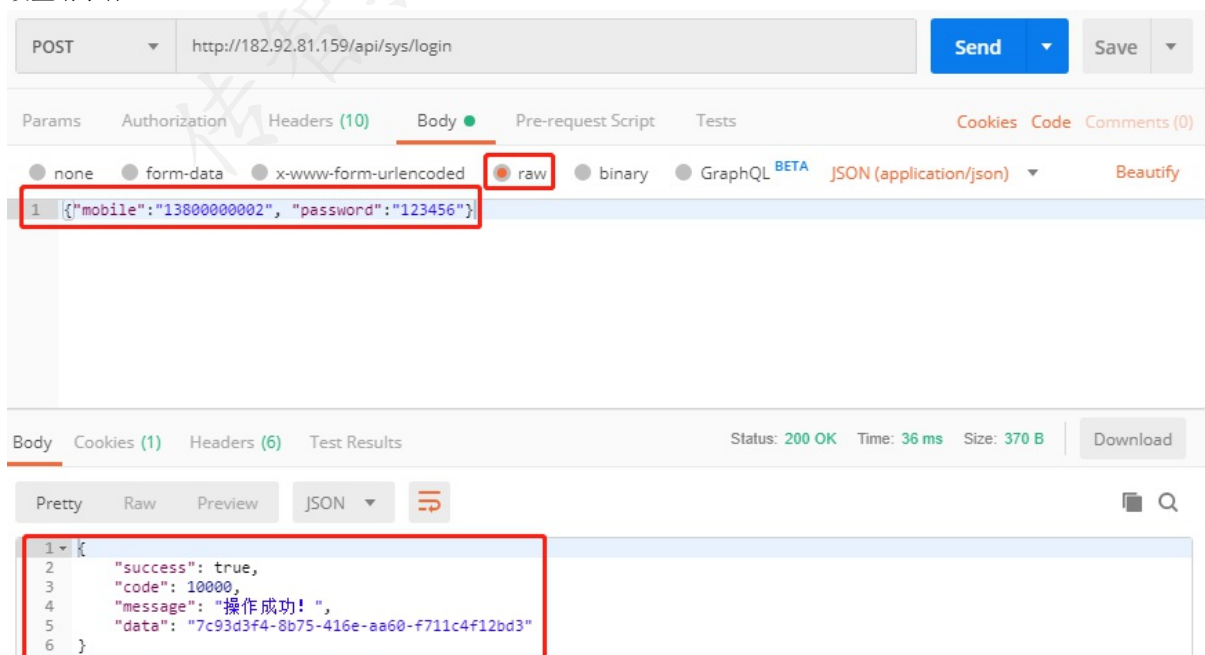 POST http://182.92.81.159/api/sys/login Send Save
Params Authorization Headers (10) Body Pre-request Script Tests Cookies Code Comments (0)
none form-data x-www-form-urlencoded raw binary GraphQL BETA JSON (application/json) Beautify
1 {"mobile":"13800000002", "password":"123456"}
Body Cookies (1) Headers (6) Test Results Status: 200 OK Time: 36 ms Size: 370 B Download
Pretty Raw Preview JSON
1 {
2 "success": true,
3 "code": 10000,
4 "message": "操作成功！",
5 "data": "7c93d3f4-8b75-416e-aa60-f711c4f12bd3"
6 }